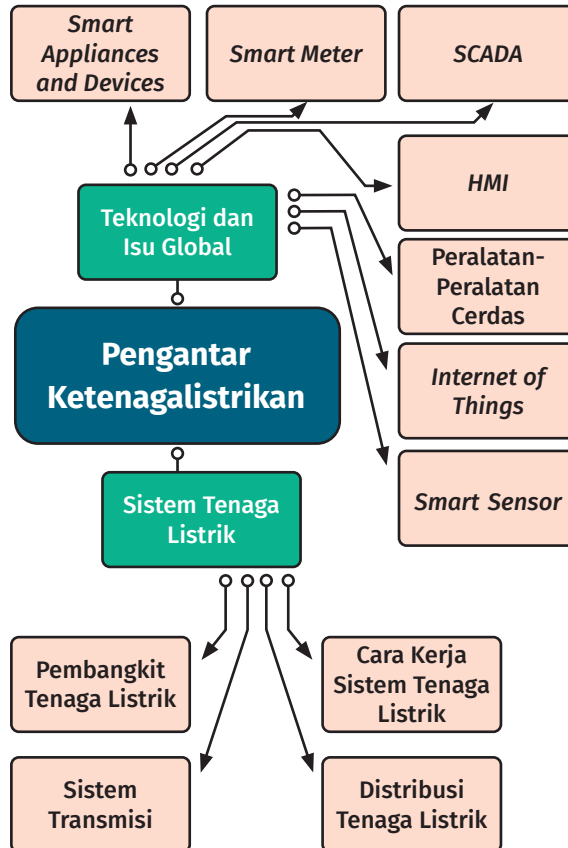 Smart
Appliances
and Devices
Smart Meter
SCADA
HMI
Teknologi dan
Isu Global
Peralatan-
Peralatan
Cerdas
Pengantar
Ketenagalistrikan
Internet of
Things
Smart Sensor
Sistem Tenaga
Listrik
Pembangkit
Tenaga Listrik
Cara Kerja
Sistem Tenaga
Listrik
Sistem
Transmisi
Distribusi
Tenaga Listrik